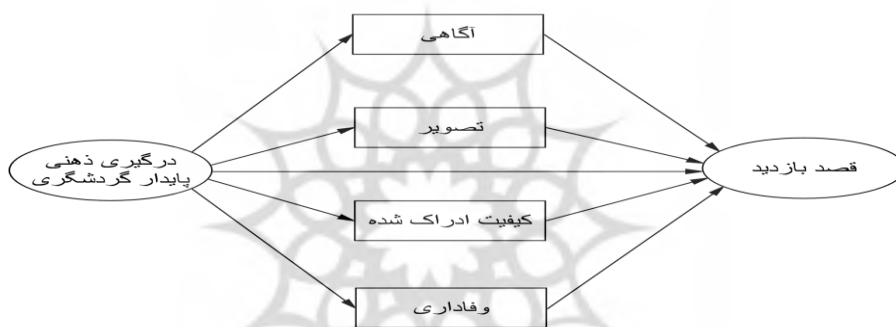 آگاهی
تصویر
درگیری ذهنی
پایدار گردشگری
قصد بازدید
کیفیت ادراک شده
وفاداری